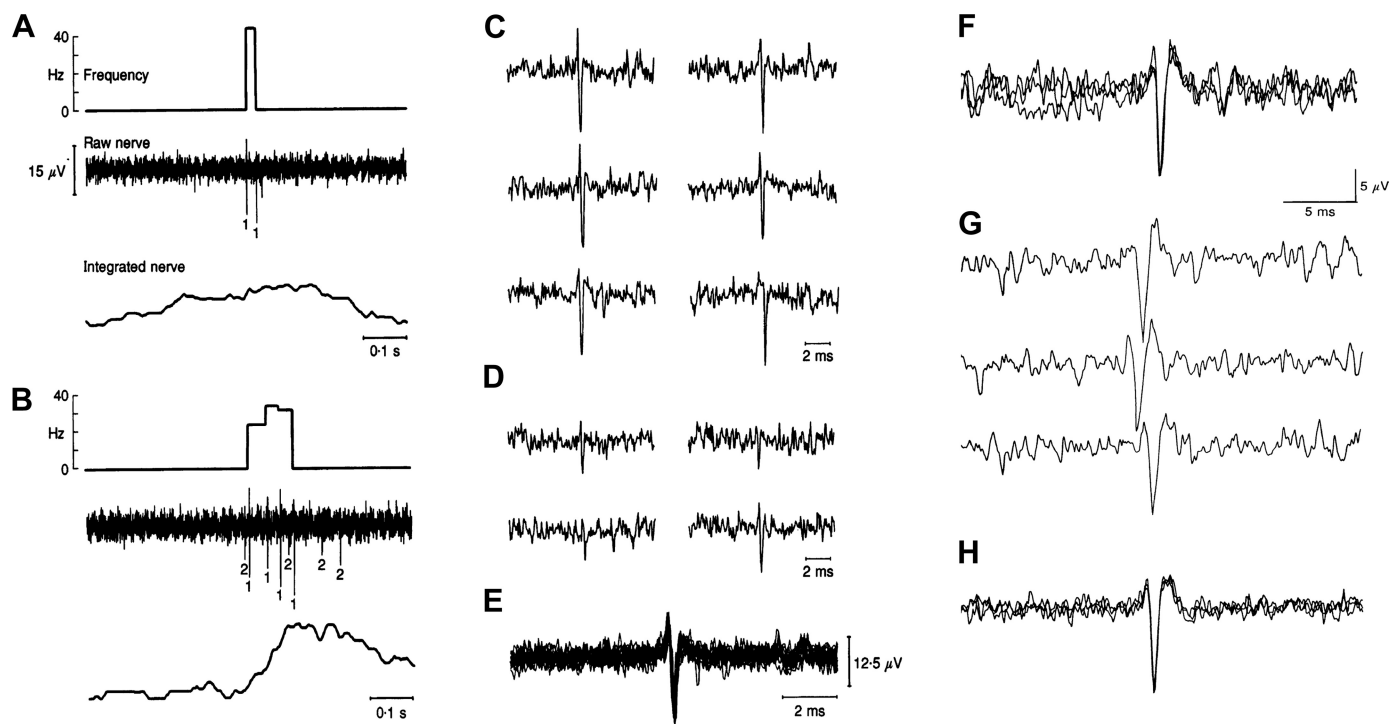 A
40
Hz
Frequency
0
Raw nerve
15 µV
1
1
Integrated nerve
0·1 s
B
40
Hz
0
2
1
1
1
2
1
2
2
0·1 s
C
2 ms
D
2 ms
E
12·5 µV
2 ms
F
5 µV
5 ms
G
H